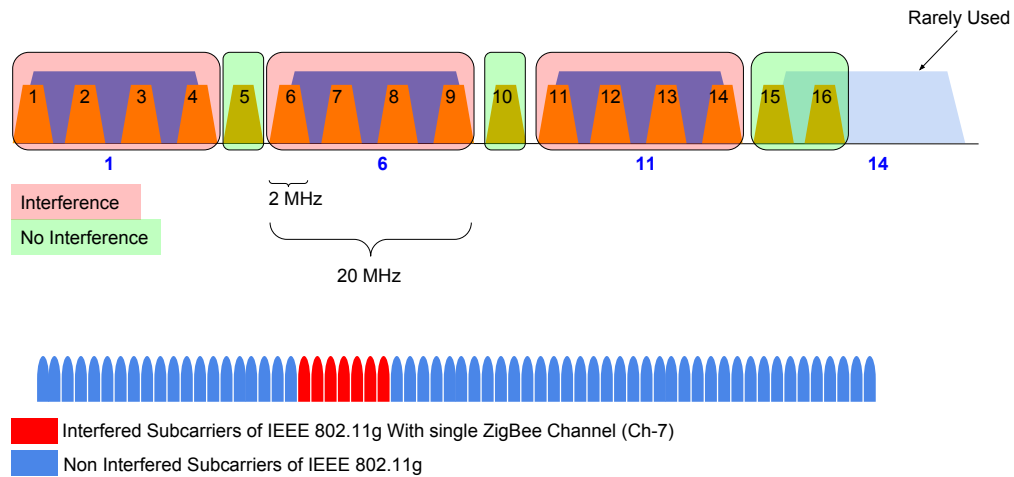 Rarely Used
1 2 3 4 5 6 7 8 9 10 11 12 13 14 15 16
1 6 11 14
Interference
2 MHz
No Interference
20 MHz
Interfered Subcarriers of IEEE 802.11g With single ZigBee Channel (Ch-7)
Non Interfered Subcarriers of IEEE 802.11g